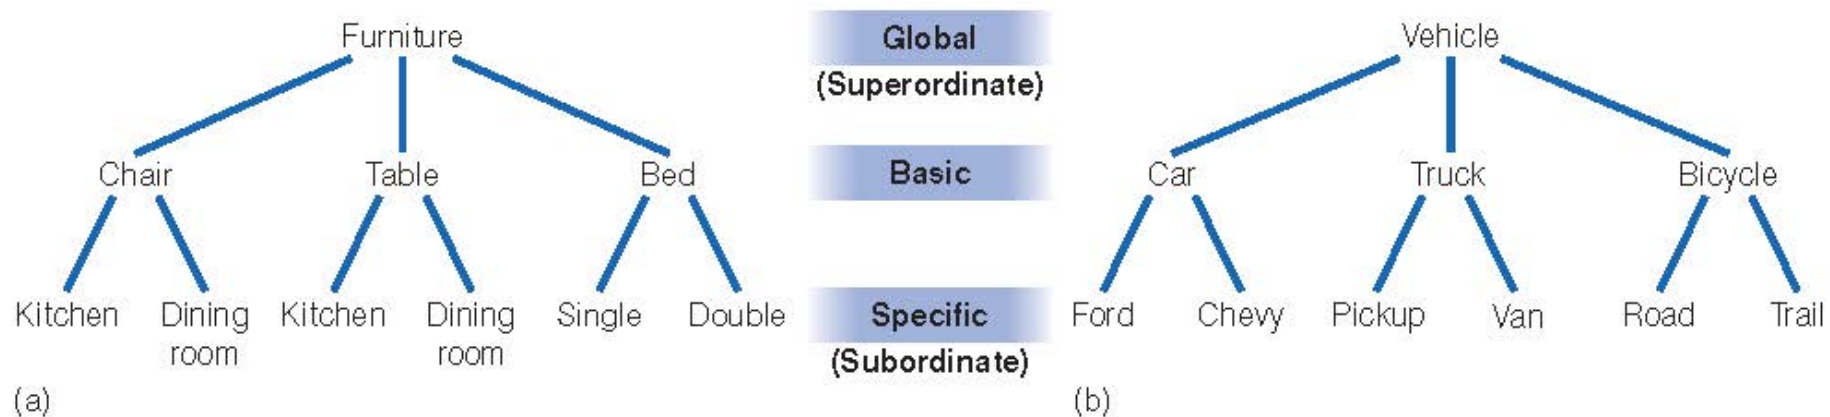 Furniture
Global
(Superordinate)
Vehicle
Chair
Table
Bed
Basic
Car
Truck
Bicycle
Kitchen
Dining
room
Kitchen
Dining
room
Single
Double
Specific
(Subordinate)
Ford
Chevy
Pickup
Van
Road
Trail
(a)
(b)